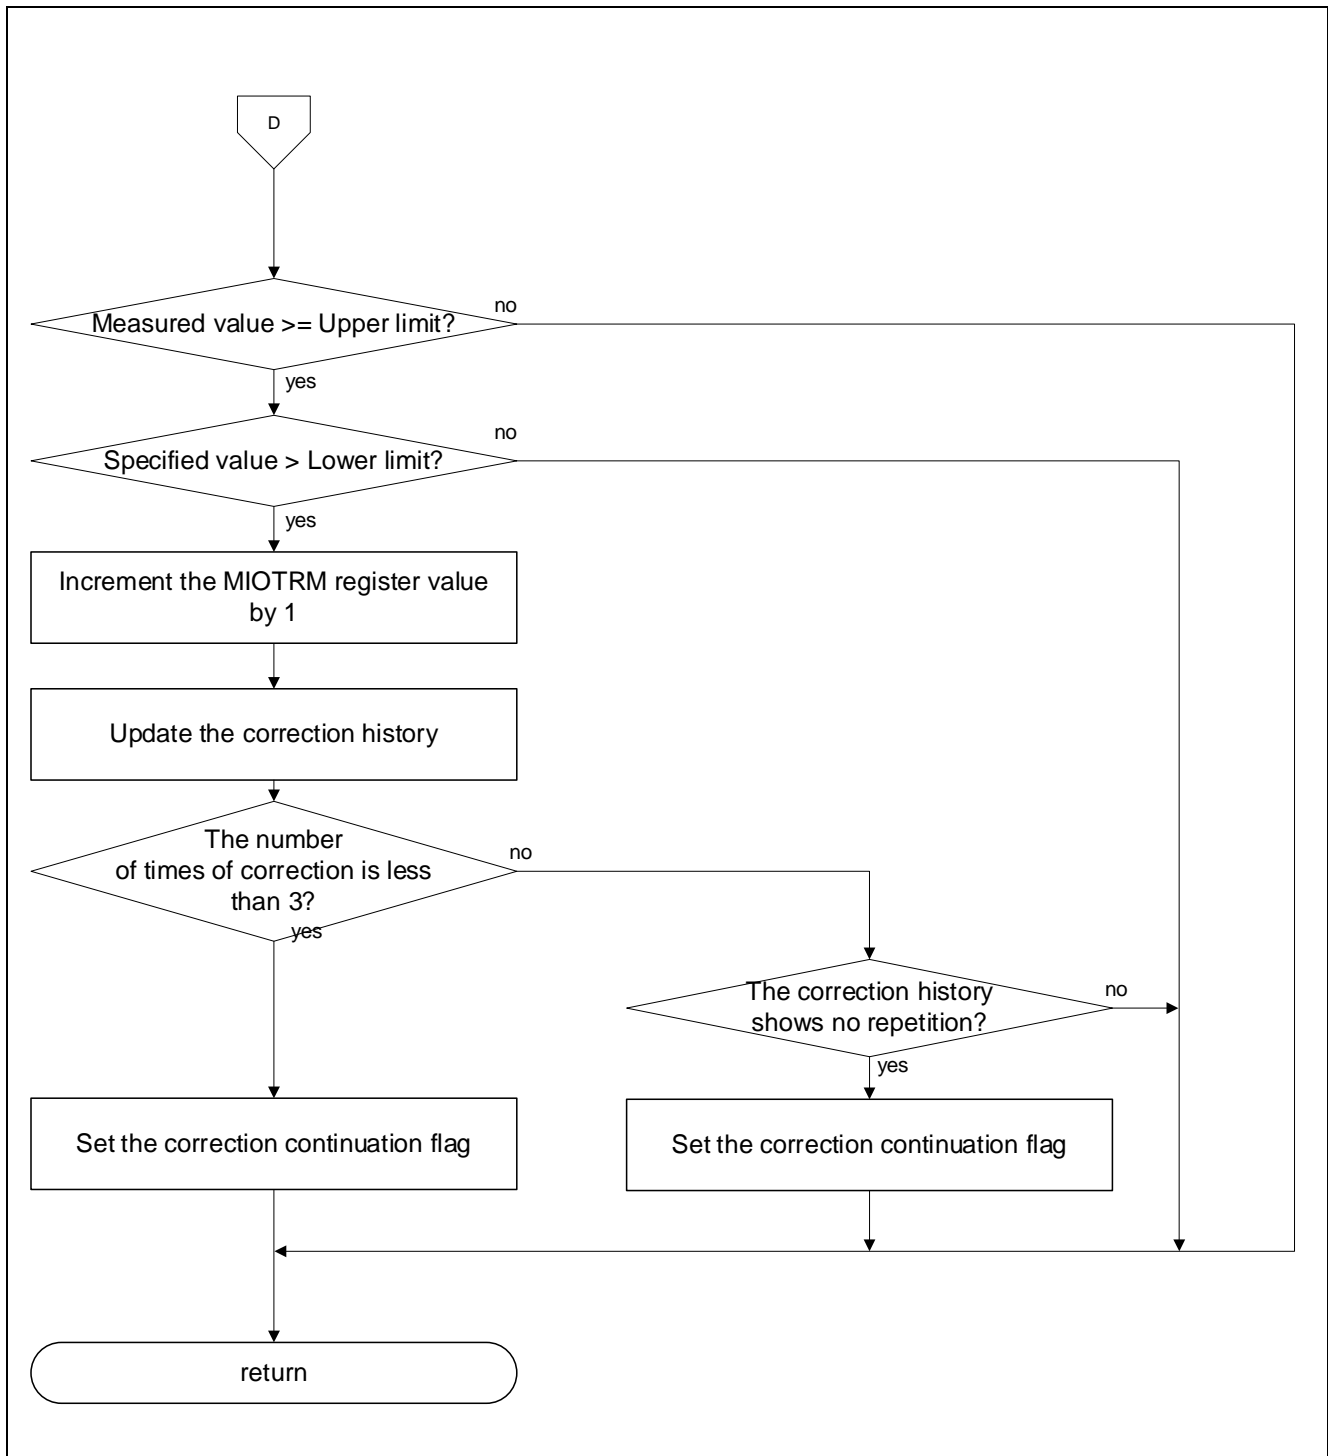 D
no
Measured value >= Upper limit?
yes
no
Specified value > Lower limit?
yes
Increment the MIOTRM register value
by 1
Update the correction history
The number
of times of correction is less
than 3?
no
yes
The correction history
shows no repetition?
no
yes
Set the correction continuation flag
Set the correction continuation flag
return